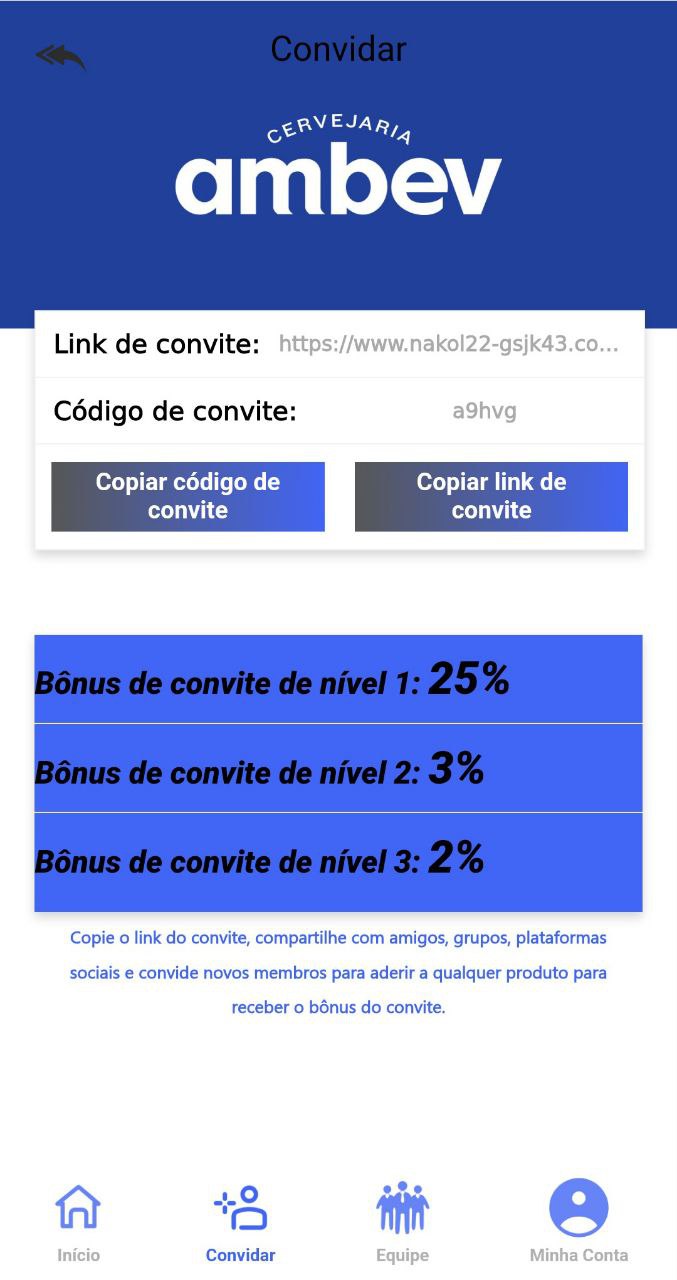 Convidar
CERVEJARIA
ambev
Link de convite: https://www.nakol22-gsjk43.co...
Código de convite: a9hvg
Copiar código de
convite
Copiar link de
convite
Bônus de convite de nível 1: 25%
Bônus de convite de nível 2: 3%
Bônus de convite de nível 3: 2%
Copie o link do convite, compartilhe com amigos, grupos, plataformas
sociais e convide novos membros para aderir a qualquer produto para
receber o bônus do convite.
Início
Convidar
Equipe
Minha Conta